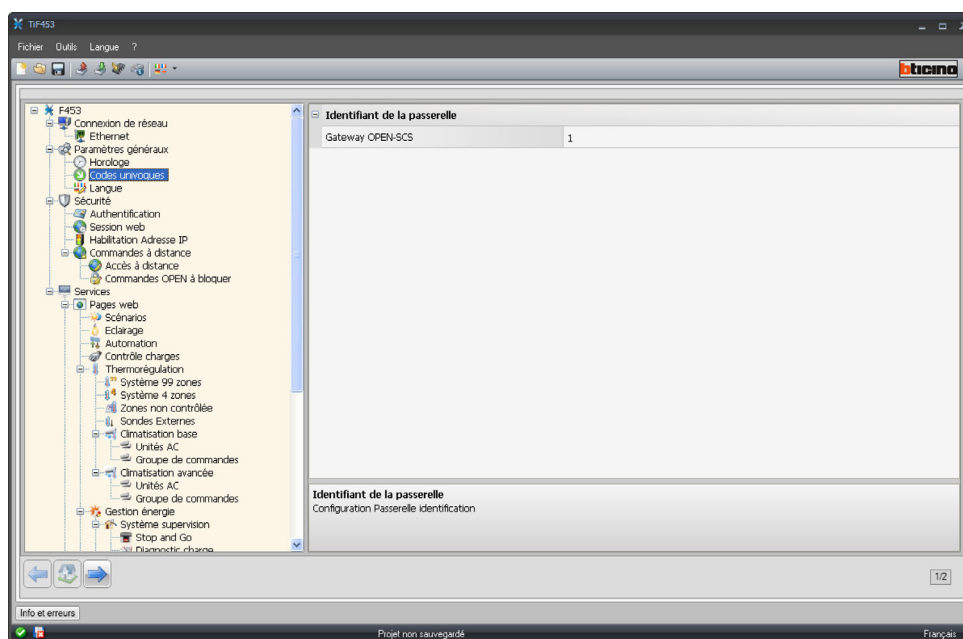 TiF453
Fichier Outils Langue ?
bticino
F453
Connexion de réseau
Ethernet
Paramètres généraux
Horologe
Codes univoques
Langue
Sécurité
Authentification
Session web
Habilitation Adresse IP
Commandes à distance
Accès à distance
Commandes OPEN à bloquer
Services
Pages web
Scénarios
Eclairage
Automation
Contrôle charges
Thermorégulation
Système 99 zones
Système 4 zones
Zones non contrôlée
Sondes Externes
Climatisation base
Unités AC
Groupe de commandes
Climatisation avancée
Unités AC
Groupe de commandes
Gestion énergie
Système supervision
Stop and Go
Diagnostic charge
Identifiant de la passerelle
Gateway OPEN-SCS 1
Identifiant de la passerelle
Configuration Passerelle identification
1/2
Info et erreurs
Projet non sauvegardé
Français